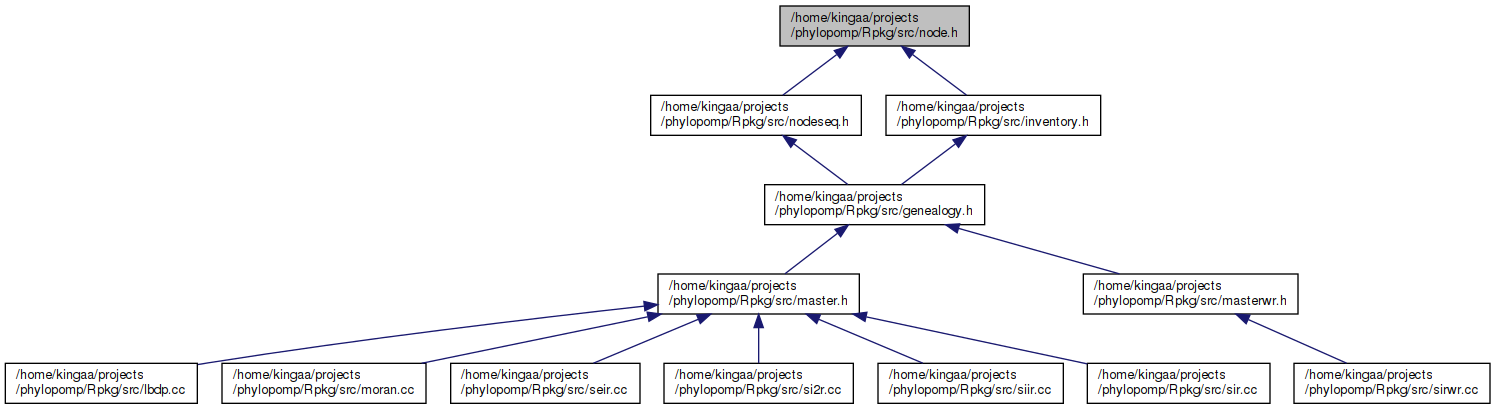 /home/kingaa/projects
/phylopomp/Rpkg/src/node.h
/home/kingaa/projects
/phylopomp/Rpkg/src/nodeseq.h
/home/kingaa/projects
/phylopomp/Rpkg/src/inventory.h
/home/kingaa/projects
/phylopomp/Rpkg/src/genealogy.h
/home/kingaa/projects
/phylopomp/Rpkg/src/master.h
/home/kingaa/projects
/phylopomp/Rpkg/src/masterwr.h
/home/kingaa/projects
/phylopomp/Rpkg/src/lbdp.cc
/home/kingaa/projects
/phylopomp/Rpkg/src/moran.cc
/home/kingaa/projects
/phylopomp/Rpkg/src/seir.cc
/home/kingaa/projects
/phylopomp/Rpkg/src/si2r.cc
/home/kingaa/projects
/phylopomp/Rpkg/src/siir.cc
/home/kingaa/projects
/phylopomp/Rpkg/src/sir.cc
/home/kingaa/projects
/phylopomp/Rpkg/src/sirwr.cc